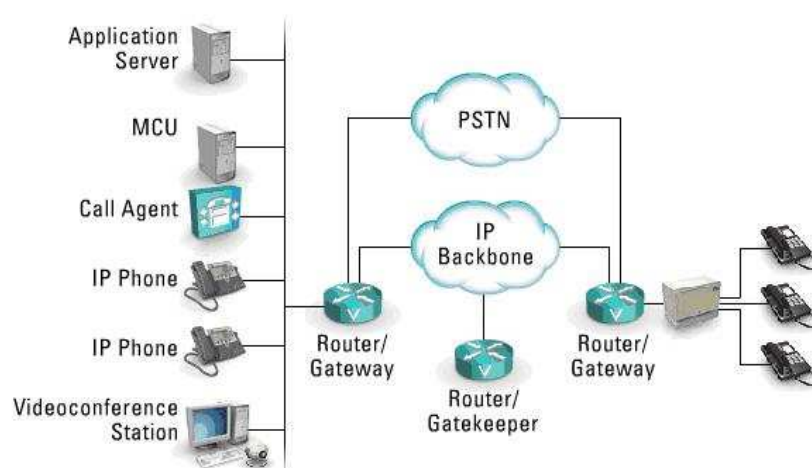 Application
Server
MCU
Call Agent
IP Phone
IP Phone
Videoconference
Station
PSTN
IP
Backbone
V
Router/
Gateway
V
Router/
Gatekeeper
V
Router/
Gateway